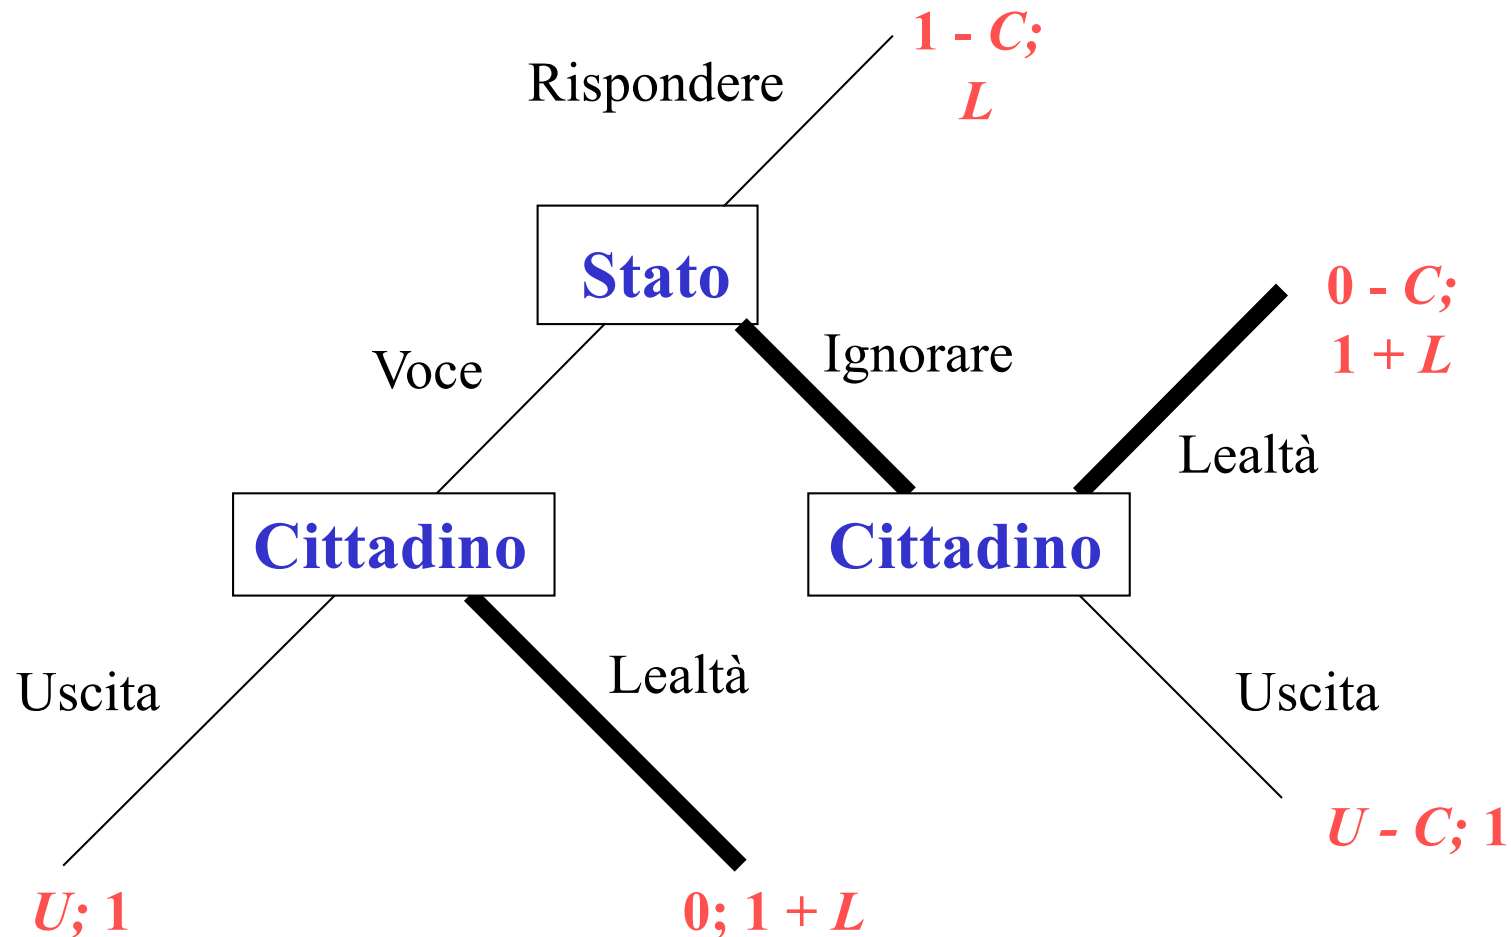 1 - C;
L
Rispondere
Stato
0 - C;
1 + L
Ignorare
Voce
Lealtà
Cittadino
Cittadino
Lealtà
Uscita
Uscita
U - C; 1
U; 1
0; 1 + L